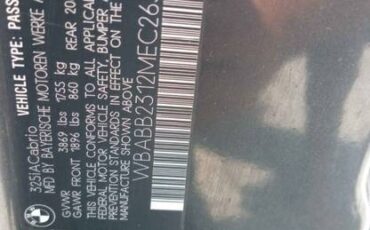 VEHICLE TYPE: PASS
325iACabrio
MFD BY BAYERISCHE MOTOREN WERKE
GVWR 3869 lbs 1755 kg
GAWR FRONT 1896 lbs 860 kg REAR 20
THIS VEHICLE CONFORMS TO ALL APPLICA
FEDERAL MOTOR VEHICLE SAFETY, BUMPER
PREVENTION STANDARDS IN EFFECT ON THE
MANUFACTURE SHOWN ABOVE
WBABB2312MEC26